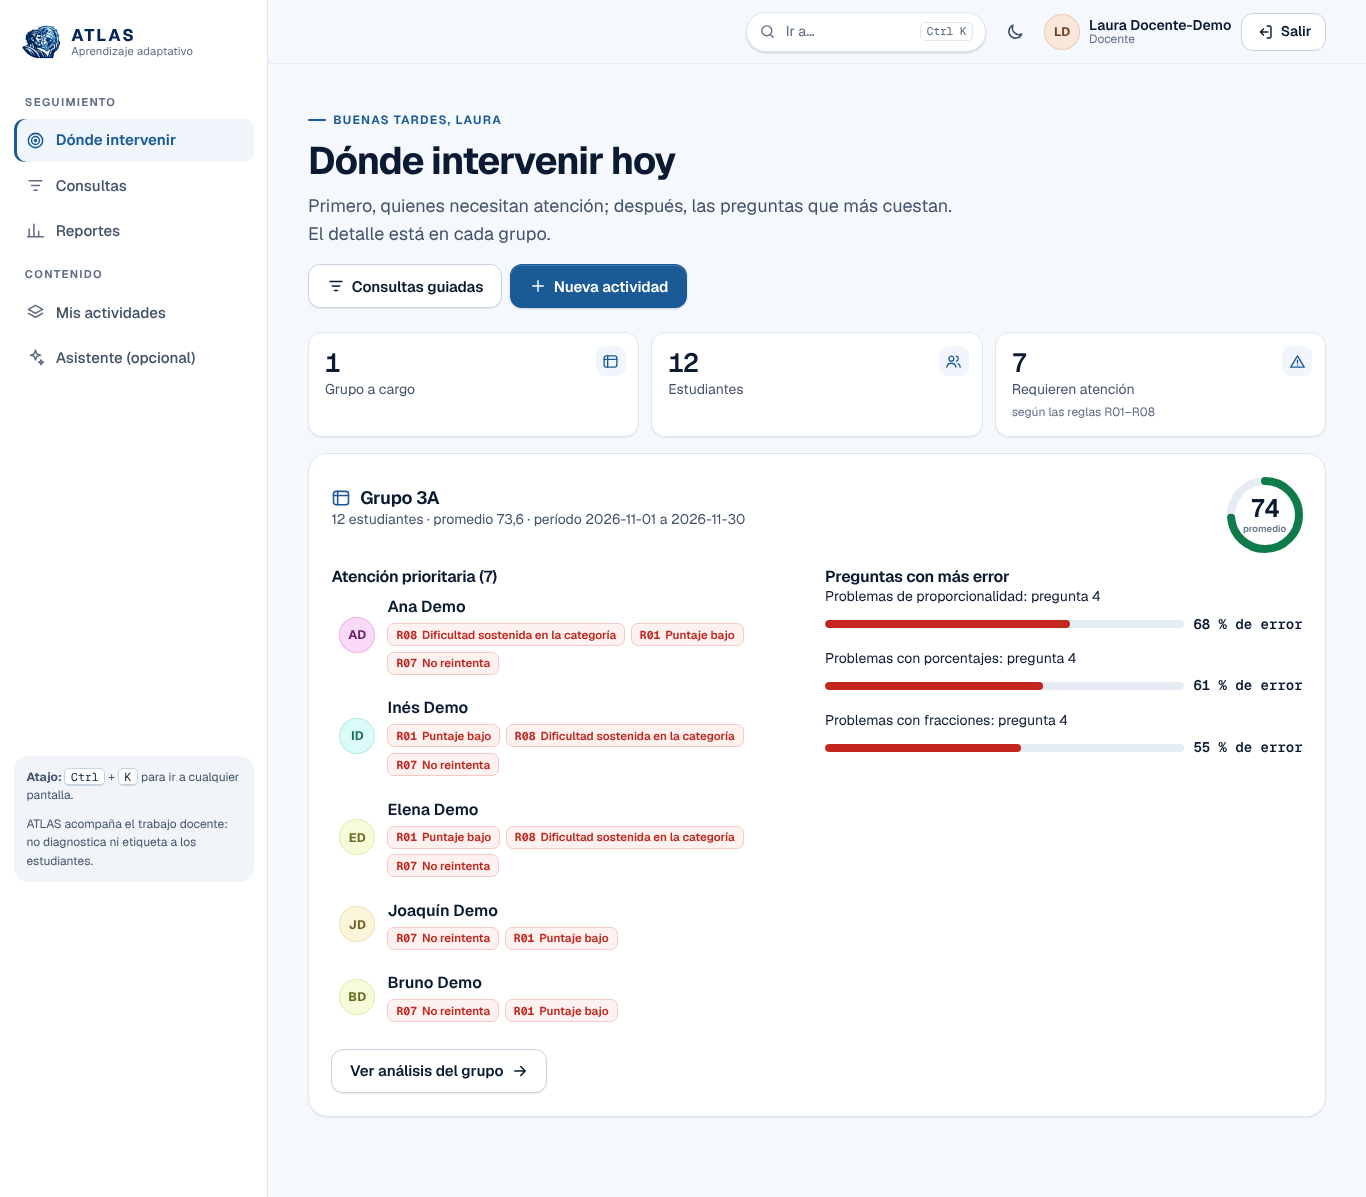 ATLAS
Aprendizaje adaptativo
SEGUIMIENTO
Dónde intervenir
Consultas
Reportes
CONTENIDO
Mis actividades
Asistente (opcional)
Atajo: Ctrl + K para ir a cualquier
pantalla.
ATLAS acompaña el trabajo docente:
no diagnostica ni etiqueta a los
estudiantes.
Ir a...
Ctrl K
LD
Laura Docente-Demo
Docente
Salir
BUENAS TARDES, LAURA
Dónde intervenir hoy
Primero, quienes necesitan atención; después, las preguntas que más cuestan.
El detalle está en cada grupo.
Consultas guiadas
Nueva actividad
1
Grupo a cargo
12
Estudiantes
7
Requieren atención
según las reglas R01–R08
Grupo 3A
12 estudiantes · promedio 73,6 · período 2026-11-01 a 2026-11-30
74
promedio
Atención prioritaria (7)
AD
Ana Demo
R08 Dificultad sostenida en la categoría R01 Puntaje bajo
R07 No reintenta
ID
Inés Demo
R01 Puntaje bajo R08 Dificultad sostenida en la categoría
R07 No reintenta
ED
Elena Demo
R01 Puntaje bajo R08 Dificultad sostenida en la categoría
R07 No reintenta
JD
Joaquín Demo
R07 No reintenta R01 Puntaje bajo
BD
Bruno Demo
R07 No reintenta R01 Puntaje bajo
Ver análisis del grupo
Preguntas con más error
Problemas de proporcionalidad: pregunta 4
68 % de error
Problemas con porcentajes: pregunta 4
61 % de error
Problemas con fracciones: pregunta 4
55 % de error